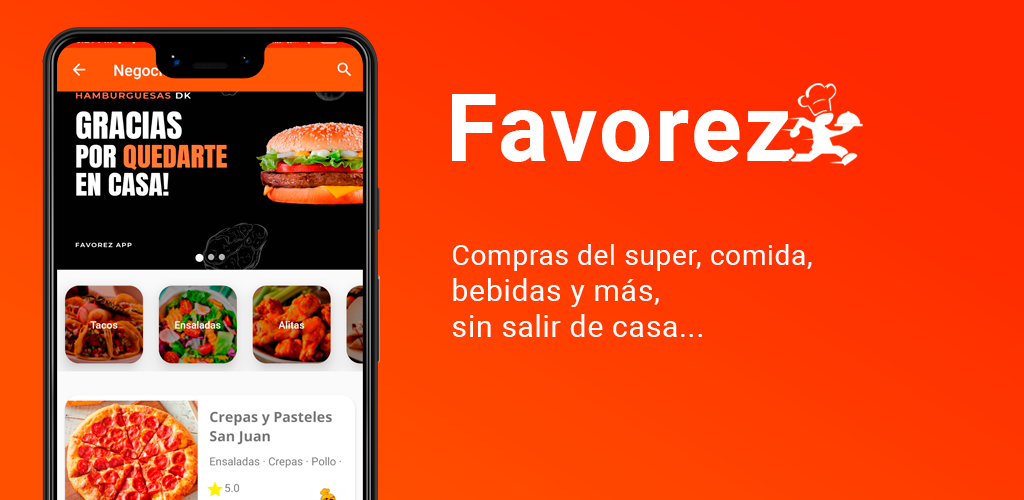 Negoc
HAMBURGUESAS DK
GRACIAS
POR QUEDARTE
EN CASA!
FAVOREZ APP
Tacos
Ensaladas
Alitas
Crepas y Pasteles
San Juan
Ensaladas · Crepas · Pollo ·
5.0
Favorez
Compras del super, comida,
bebidas y más,
sin salir de casa...